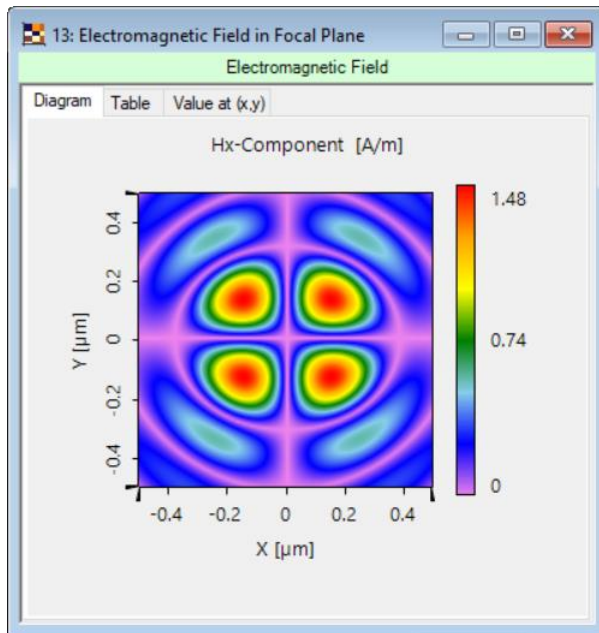 13: Electromagnetic Field in Focal Plane
Electromagnetic Field
Diagram Table Value at (x,y)
Hx-Component [A/m]
1.48
0.74
0
Y [µm]
0.4
0.2
0
-0.2
-0.4
-0.4 -0.2 0 0.2 0.4
X [µm]